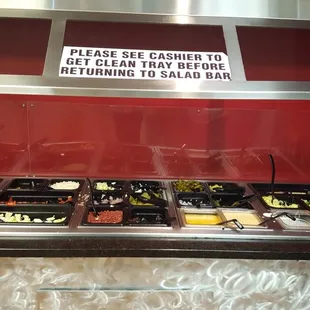 PLEASE SEE CASHIER TO
GET CLEAN TRAY BEFORE
RETURNING TO SALAD BAR